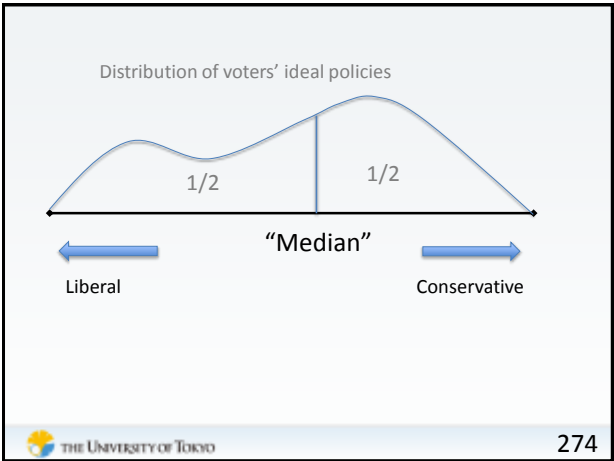 Distribution of voters’ ideal policies
1/2
1/2
“Median”
Liberal
Conservative
THE UNIVERSITY OF TOKYO
274